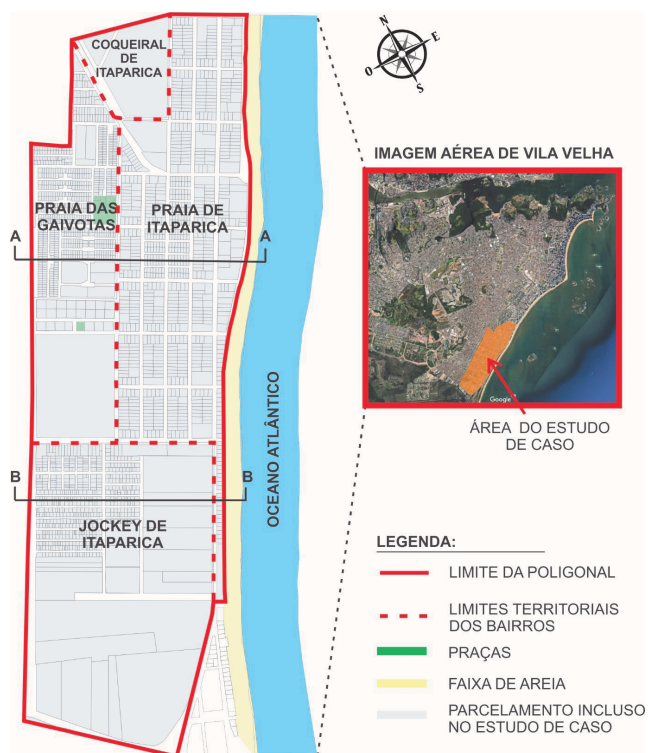 COQUEIRAL
DE
ITAPARICA
PRAIA DAS
GAIVOTAS
PRAIA DE
ITAPARICA
A
A
B
B
JOCKEY DE
ITAPARICA
OCEANO ATLÂNTICO
N
E
O
S
IMAGEM AÉREA DE VILA VELHA
Google
ÁREA DO ESTUDO
DE CASO
LEGENDA:
LIMITE DA POLIGONAL
LIMITES TERRITORIAIS
DOS BAIRROS
PRAÇAS
FAIXA DE AREIA
PARCELAMENTO INCLUSO
NO ESTUDO DE CASO